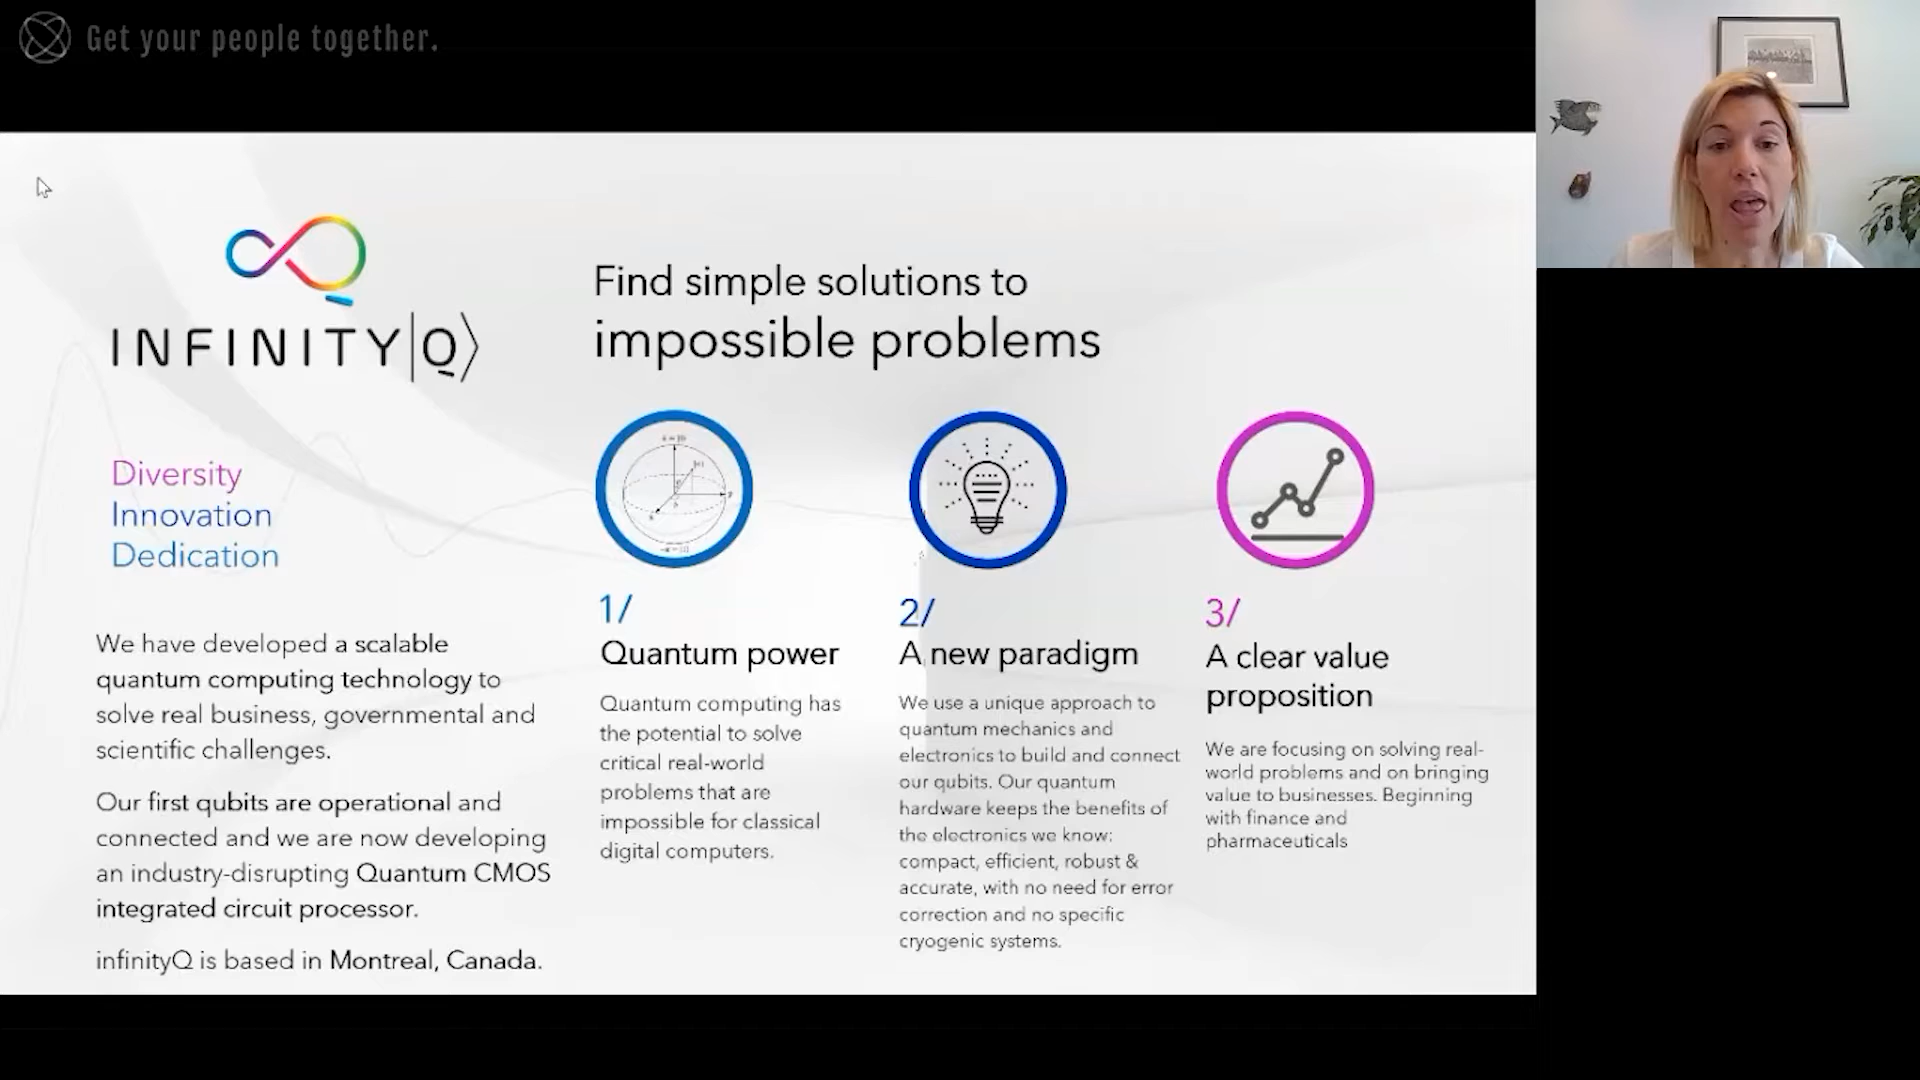 Get your people together.
INFINITY|Q⟩
Diversity
Innovation
Dedication
We have developed a scalable
quantum computing technology to
solve real business, governmental and
scientific challenges.
Our first qubits are operational and
connected and we are now developing
an industry-disrupting Quantum CMOS
integrated circuit processor.
infinityQ is based in Montreal, Canada.
Find simple solutions to
impossible problems
1/
Quantum power
Quantum computing has
the potential to solve
critical real-world
problems that are
impossible for classical
digital computers.
2/
A new paradigm
We use a unique approach to
quantum mechanics and
electronics to build and connect
our qubits. Our quantum
hardware keeps the benefits of
the electronics we know:
compact, efficient, robust &
accurate, with no need for error
correction and no specific
cryogenic systems.
3/
A clear value
proposition
We are focusing on solving real-
world problems and on bringing
value to businesses. Beginning
with finance and
pharmaceuticals